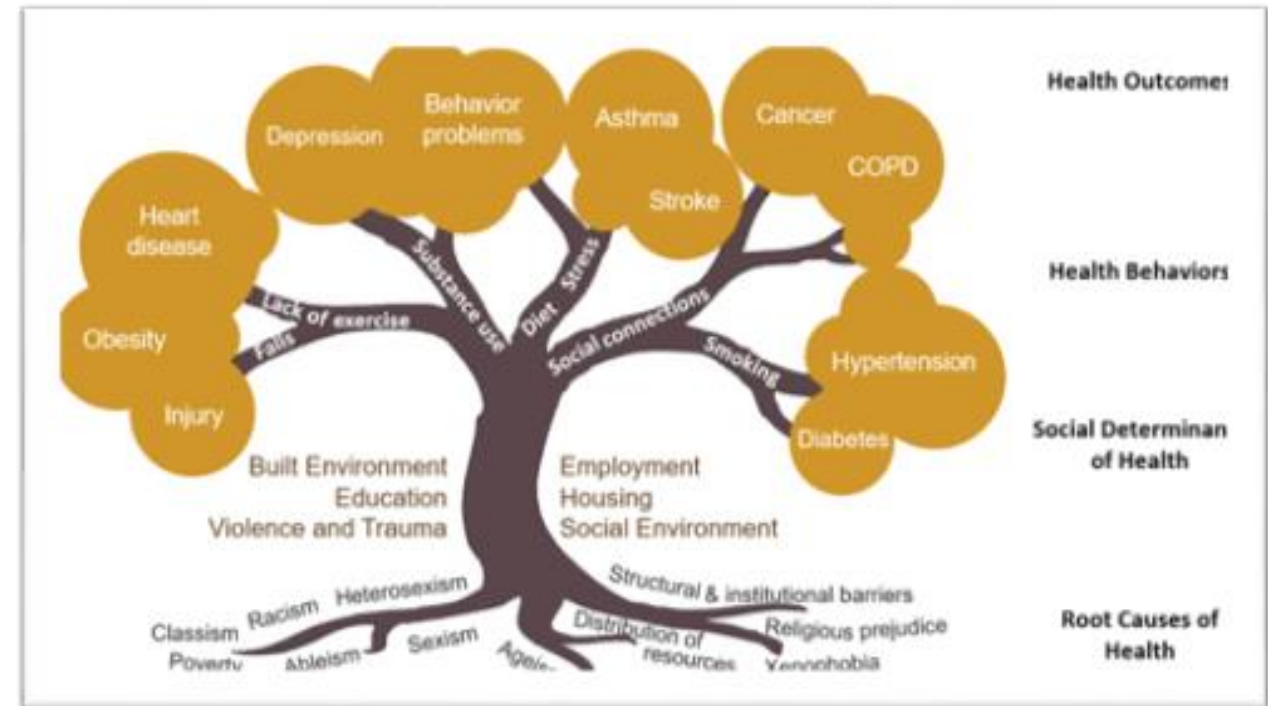 Health Outcomes
Behavior
problems
Depression
Asthma
Cancer
COPD
Stroke
Heart
disease
Obesity
Injury
Hypertension
Diabetes
Health Behaviors
Substance use
Stress
Diet
Lack of exercise
Falls
Social connections
Smoking
Social Determinan
of Health
Built Environment
Education
Violence and Trauma
Employment
Housing
Social Environment
Root Causes of
Health
Heterosexism
Racism
Classism
Poverty
Ableism
Sexism
Structural & institutional barriers
Distribution of
resources
Religious prejudice
Xenophobia